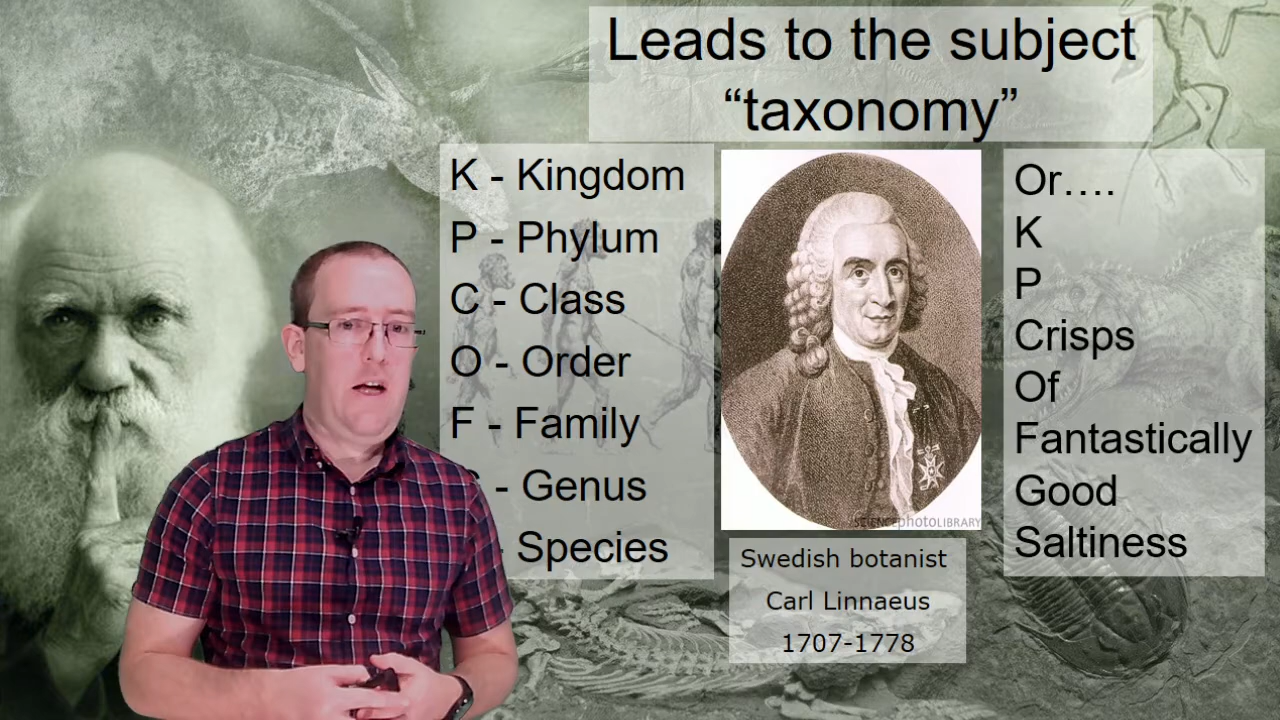 Leads to the subject
“taxonomy”
K - Kingdom
P - Phylum
C - Class
O - Order
F - Family
- Genus
Species
SCIENCEphotoLIBRARY
Swedish botanist
Carl Linnaeus
1707-1778
Or….
K
P
Crisps
Of
Fantastically
Good
Saltiness